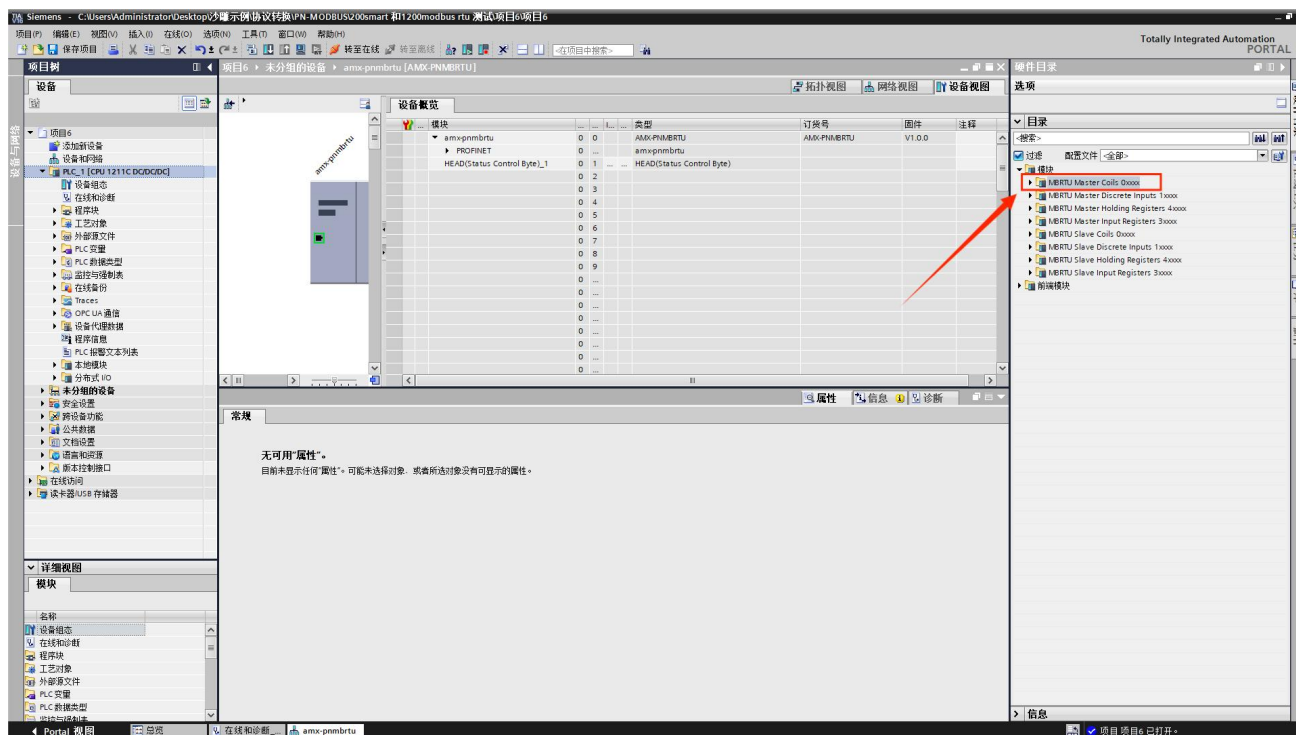 Siemens - C:\Users\Administrator\Desktop\沙雕示例\协议转换\PN-MODBUS\200smart 和1200modbus rtu 测试\项目6\项目6
项目(P) 编辑(E) 视图(V) 插入(I) 在线(O) 选项(N) 工具(T) 窗口(W) 帮助(H)
Totally Integrated Automation
PORTAL
保存项目 转至在线 转至离线 <在项目中搜索>
项目树
项目6 ▸ 未分组的设备 ▸ amx-pnmbrtu [AMX-PNMBRTU]
硬件目录
设备
拓扑视图 网络视图 设备视图
选项
设备概览
模块 ... ... I... ... 类型 订货号 固件 注释
amx-pnmbrtu 0 0 AMX-PNMBRTU AMX-PNMBRTU V1.0.0
PROFINET 0 ... amx-pnmbrtu
HEAD(Status Control Byte)_1 0 1 ... ... HEAD(Status Control Byte)
0 2
0 3
0 4
0 5
0 6
0 7
0 8
0 9
0 ...
0 ...
0 ...
0 ...
0 ...
0 ...
0 ...
0 ...
amx-pnmbrtu
设备和网络
项目6
添加新设备
设备和网络
PLC_1 [CPU 1211C DC/DC/DC]
设备组态
在线和诊断
程序块
工艺对象
外部源文件
PLC 变量
PLC 数据类型
监控与强制表
在线备份
Traces
OPC UA 通信
设备代理数据
程序信息
PLC 报警文本列表
本地模块
分布式 I/O
未分组的设备
安全设置
跨设备功能
公共数据
文档设置
语言和资源
版本控制接口
在线访问
读卡器/USB 存储器
目录
<搜索>
过滤 配置文件 <全部>
模块
MBRTU Master Coils 0xxxx
MBRTU Master Discrete Inputs 1xxxx
MBRTU Master Holding Registers 4xxxx
MBRTU Master Input Registers 3xxxx
MBRTU Slave Coils 0xxxx
MBRTU Slave Discrete Inputs 1xxxx
MBRTU Slave Holding Registers 4xxxx
MBRTU Slave Input Registers 3xxxx
前端模块
属性 信息 诊断
常规
无可用“属性”。
目前未显示任何“属性”。可能未选择对象，或者所选对象没有可显示的属性。
详细视图
模块
名称
设备组态
在线和诊断
程序块
工艺对象
外部源文件
PLC 变量
PLC 数据类型
监控与强制表
信息
Portal 视图 总览 在线和诊断 ... amx-pnmbrtu 项目 项目6 已打开。